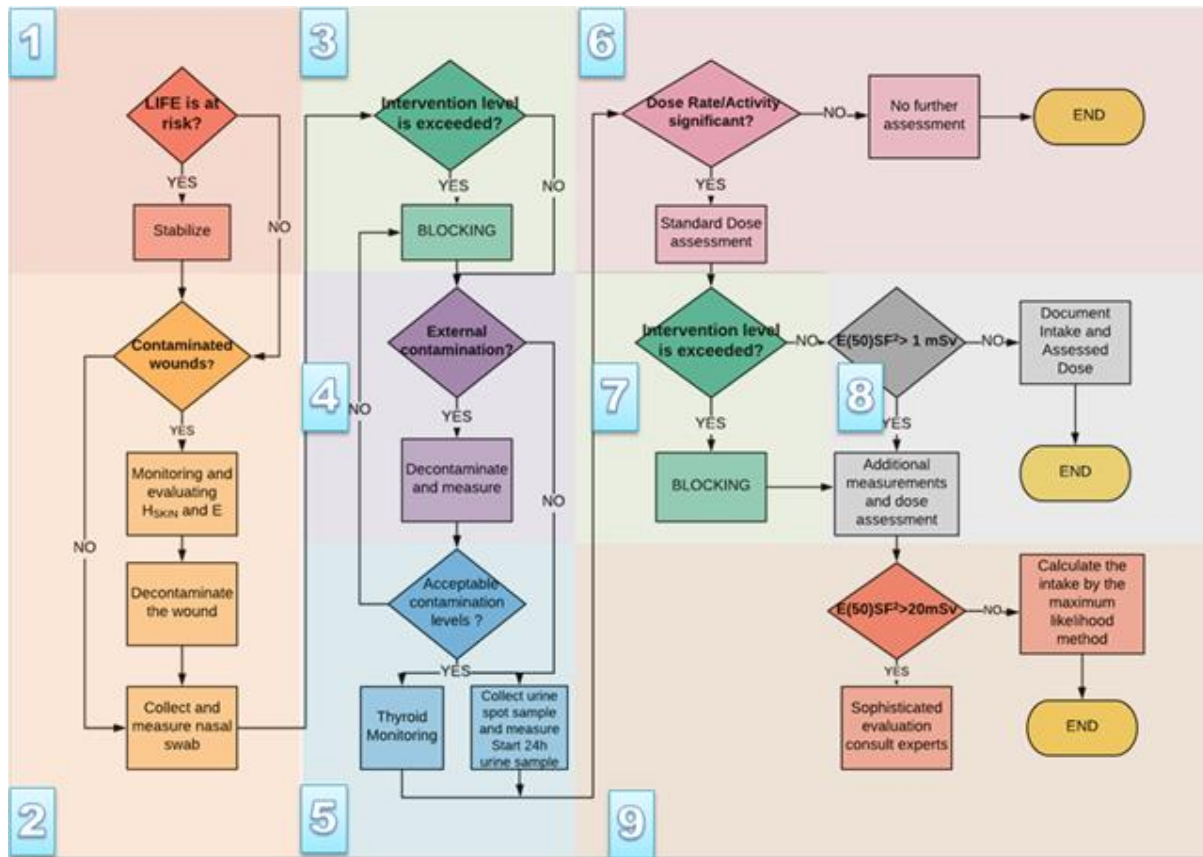 1
LIFE is at
risk?
YES
NO
Stabilize
Contaminated
wounds?
YES
NO
Monitoring and
evaluating
HSKIN and E
Decontaminate
the wound
Collect and
measure nasal
swab
2
3
Intervention level
is exceeded?
YES
NO
BLOCKING
External
contamination?
4
NO
YES
Decontaminate
and measure
NO
Acceptable
contamination
levels ?
YES
Thyroid
Monitoring
Collect urine
spot sample
and measure
Start 24h
urine sample
5
6
Dose Rate/Activity
significant?
NO
No further
assessment
END
YES
Standard Dose
assessment
Intervention level
is exceeded?
NO
7
YES
BLOCKING
E(50)SF²> 1 mSv
NO
Document
Intake and
Assessed
Dose
8
YES
END
Additional
measurements
and dose
assessment
E(50)SF²>20mSv
NO
Calculate the
intake by the
maximum
likelihood
method
YES
Sophisticated
evaluation
consult experts
END
9